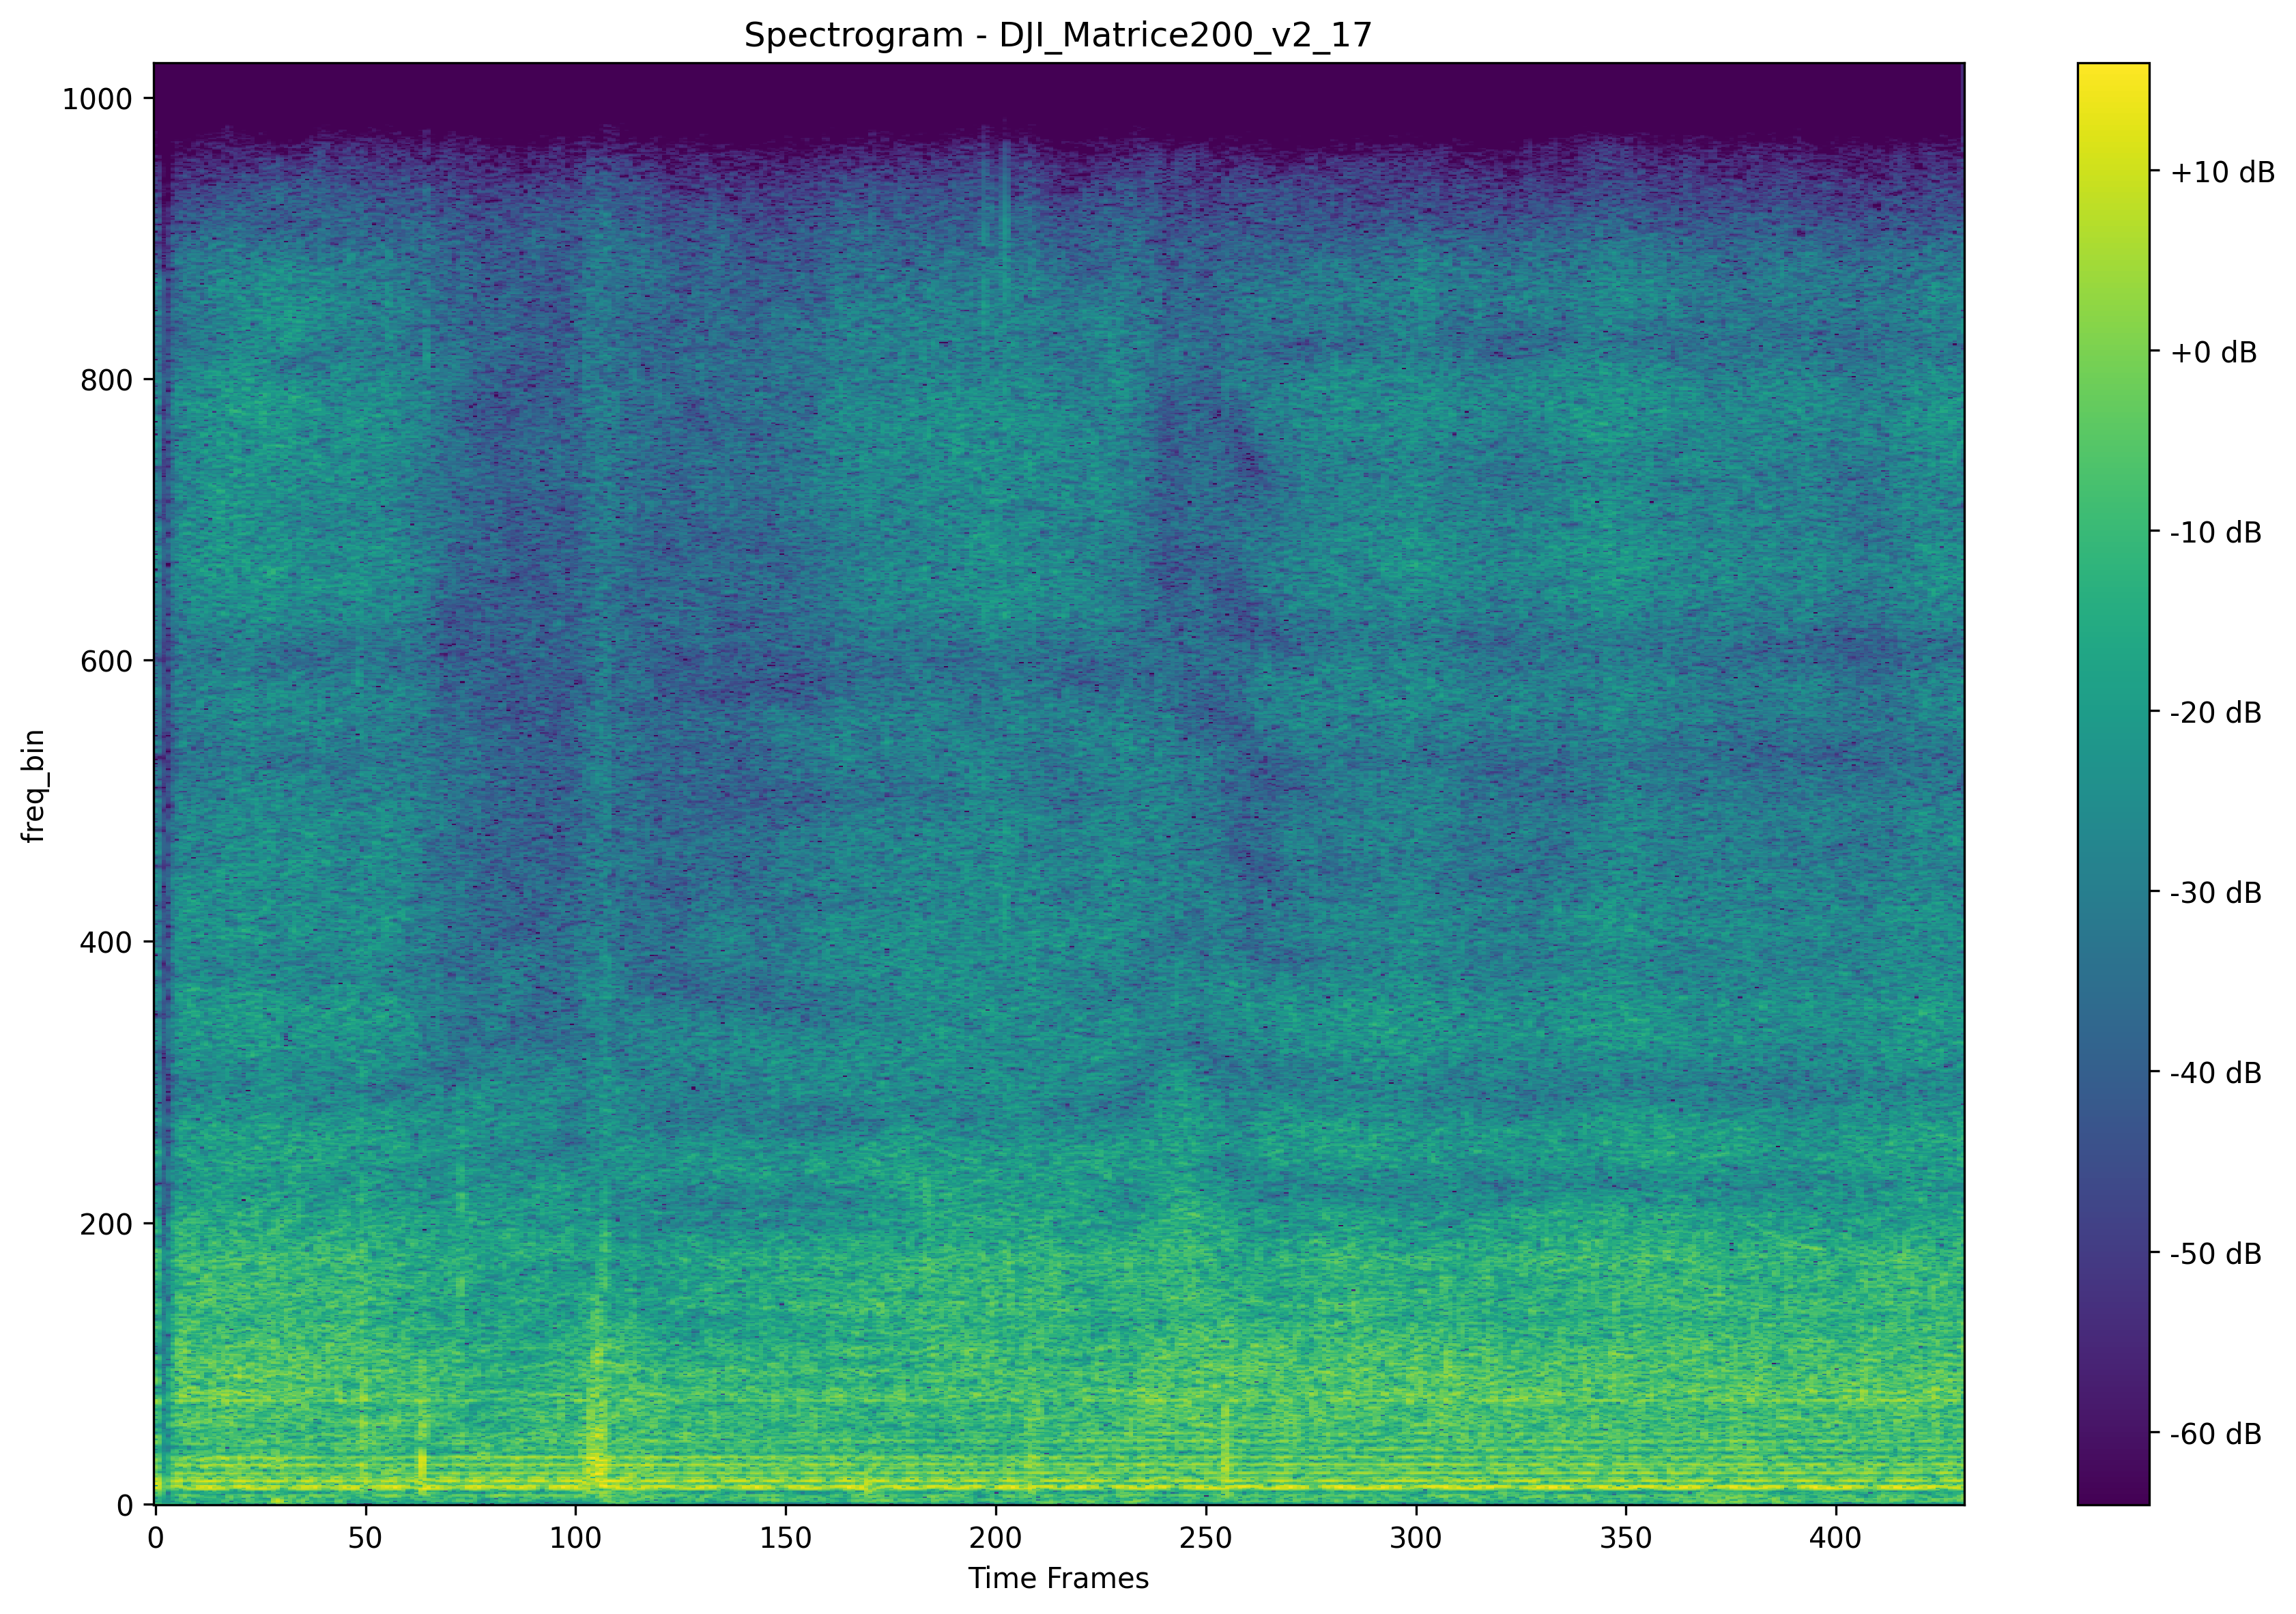 Spectrogram - DJI_Matrice200_v2_17
1000
800
600
400
200
0
freq_bin
0 50 100 150 200 250 300 350 400
Time Frames
+10 dB
+0 dB
-10 dB
-20 dB
-30 dB
-40 dB
-50 dB
-60 dB